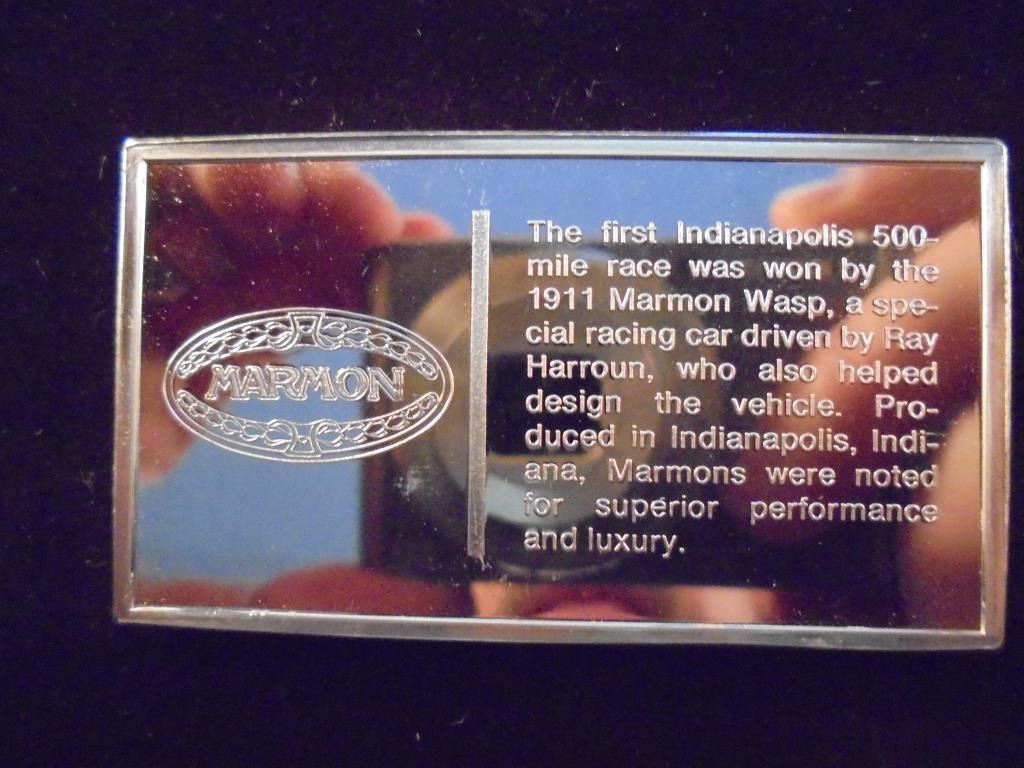 MARMON
The first Indianapolis 500-
mile race was won by the
1911 Marmon Wasp, a spe-
cial racing car driven by Ray
Harroun, who also helped
design the vehicle. Pro-
duced in Indianapolis, Indi-
ana, Marmons were noted
for superior performance
and luxury.